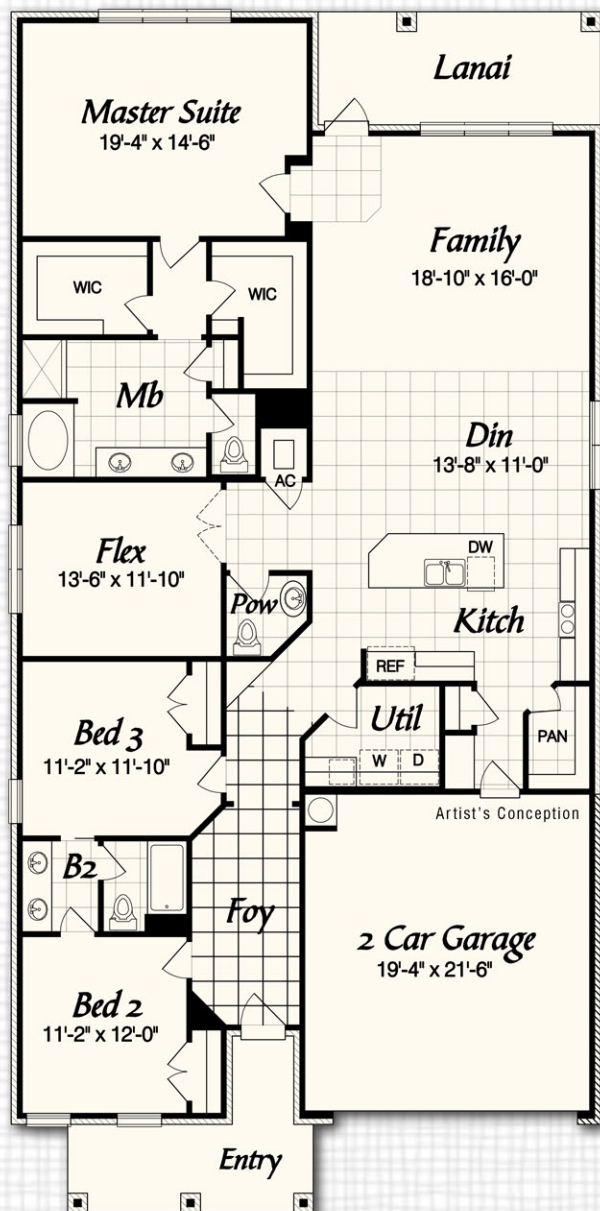 Lanai
Master Suite
19'-4" x 14'-6"
Family
18'-10" x 16'-0"
WIC
WIC
Mb
Din
13'-8" x 11'-0"
AC
Flex
13'-6" x 11'-10"
DW
Pow
Kitch
REF
Util
Bed 3
11'-2" x 11'-10"
PAN
W
D
Artist's Conception
B2
Foy
2 Car Garage
19'-4" x 21'-6"
Bed 2
11'-2" x 12'-0"
Entry